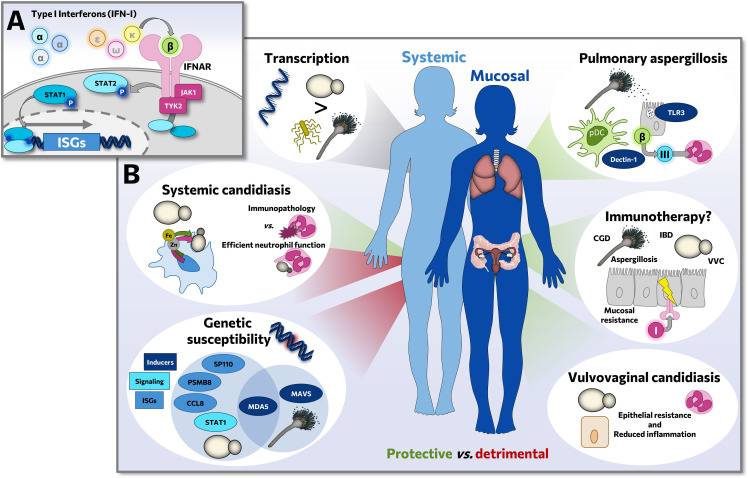 A
Type I Interferons (IFN-I)
α
α
α
ε
ω
κ
β
IFNAR
STAT1
P
STAT2
P
JAK1
TYK2
ISGs
B
Transcription
>
Systemic
Mucosal
Pulmonary aspergillosis
pDC
TLR3
β
Dectin-1
III
Systemic candidiasis
Fe
Zn
Immunopathology
vs.
Efficient neutrophil function
Immunotherapy?
CGD
IBD
Aspergillosis
VVC
Mucosal
resistance
I
Genetic
susceptibility
Inducers
Signaling
ISGs
SP110
PSMB8
CCL8
STAT1
MDA5
MAVS
Vulvovaginal candidiasis
Epithelial resistance
and
Reduced inflammation
Protective vs. detrimental